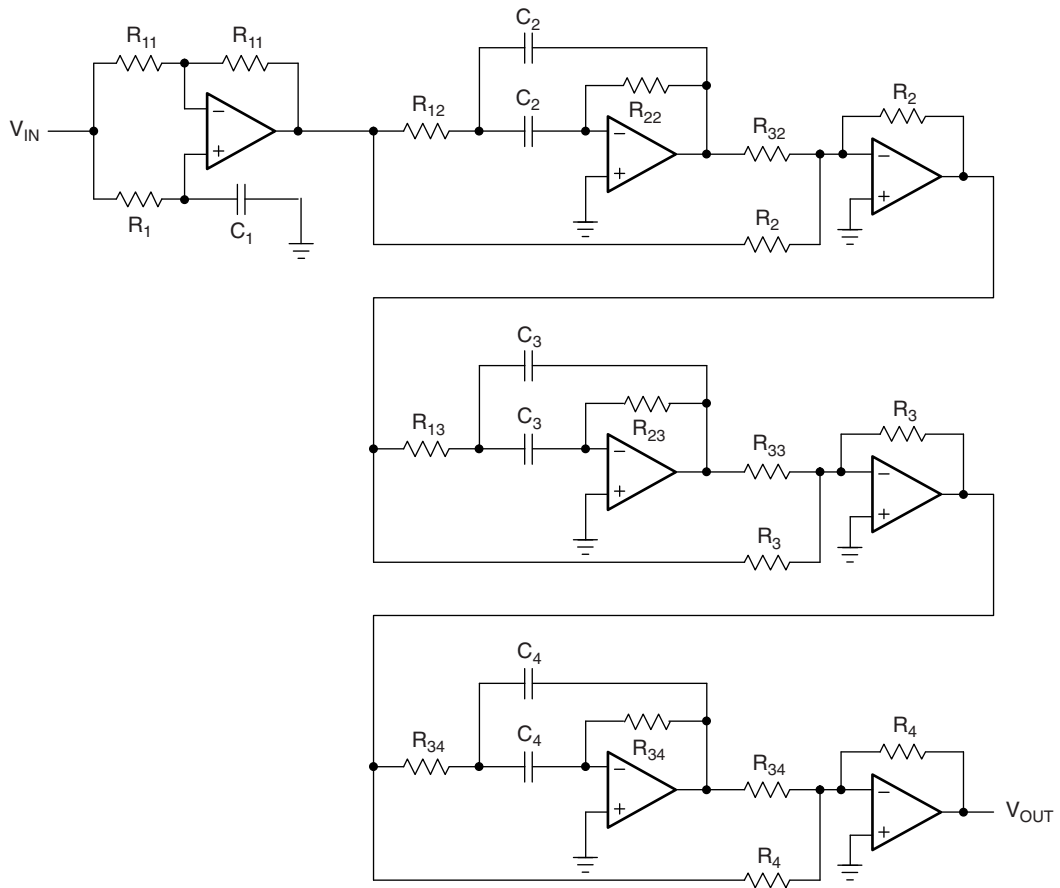 R11 R11
C2
R12 C2 R22 R32 R2
VIN − + − + − +
R1 C1 R2
C3
R13 C3 R23 R33 R3
− + − +
R3
C4
R34 C4 R34 R34 R4
− + − +
VOUT
R4